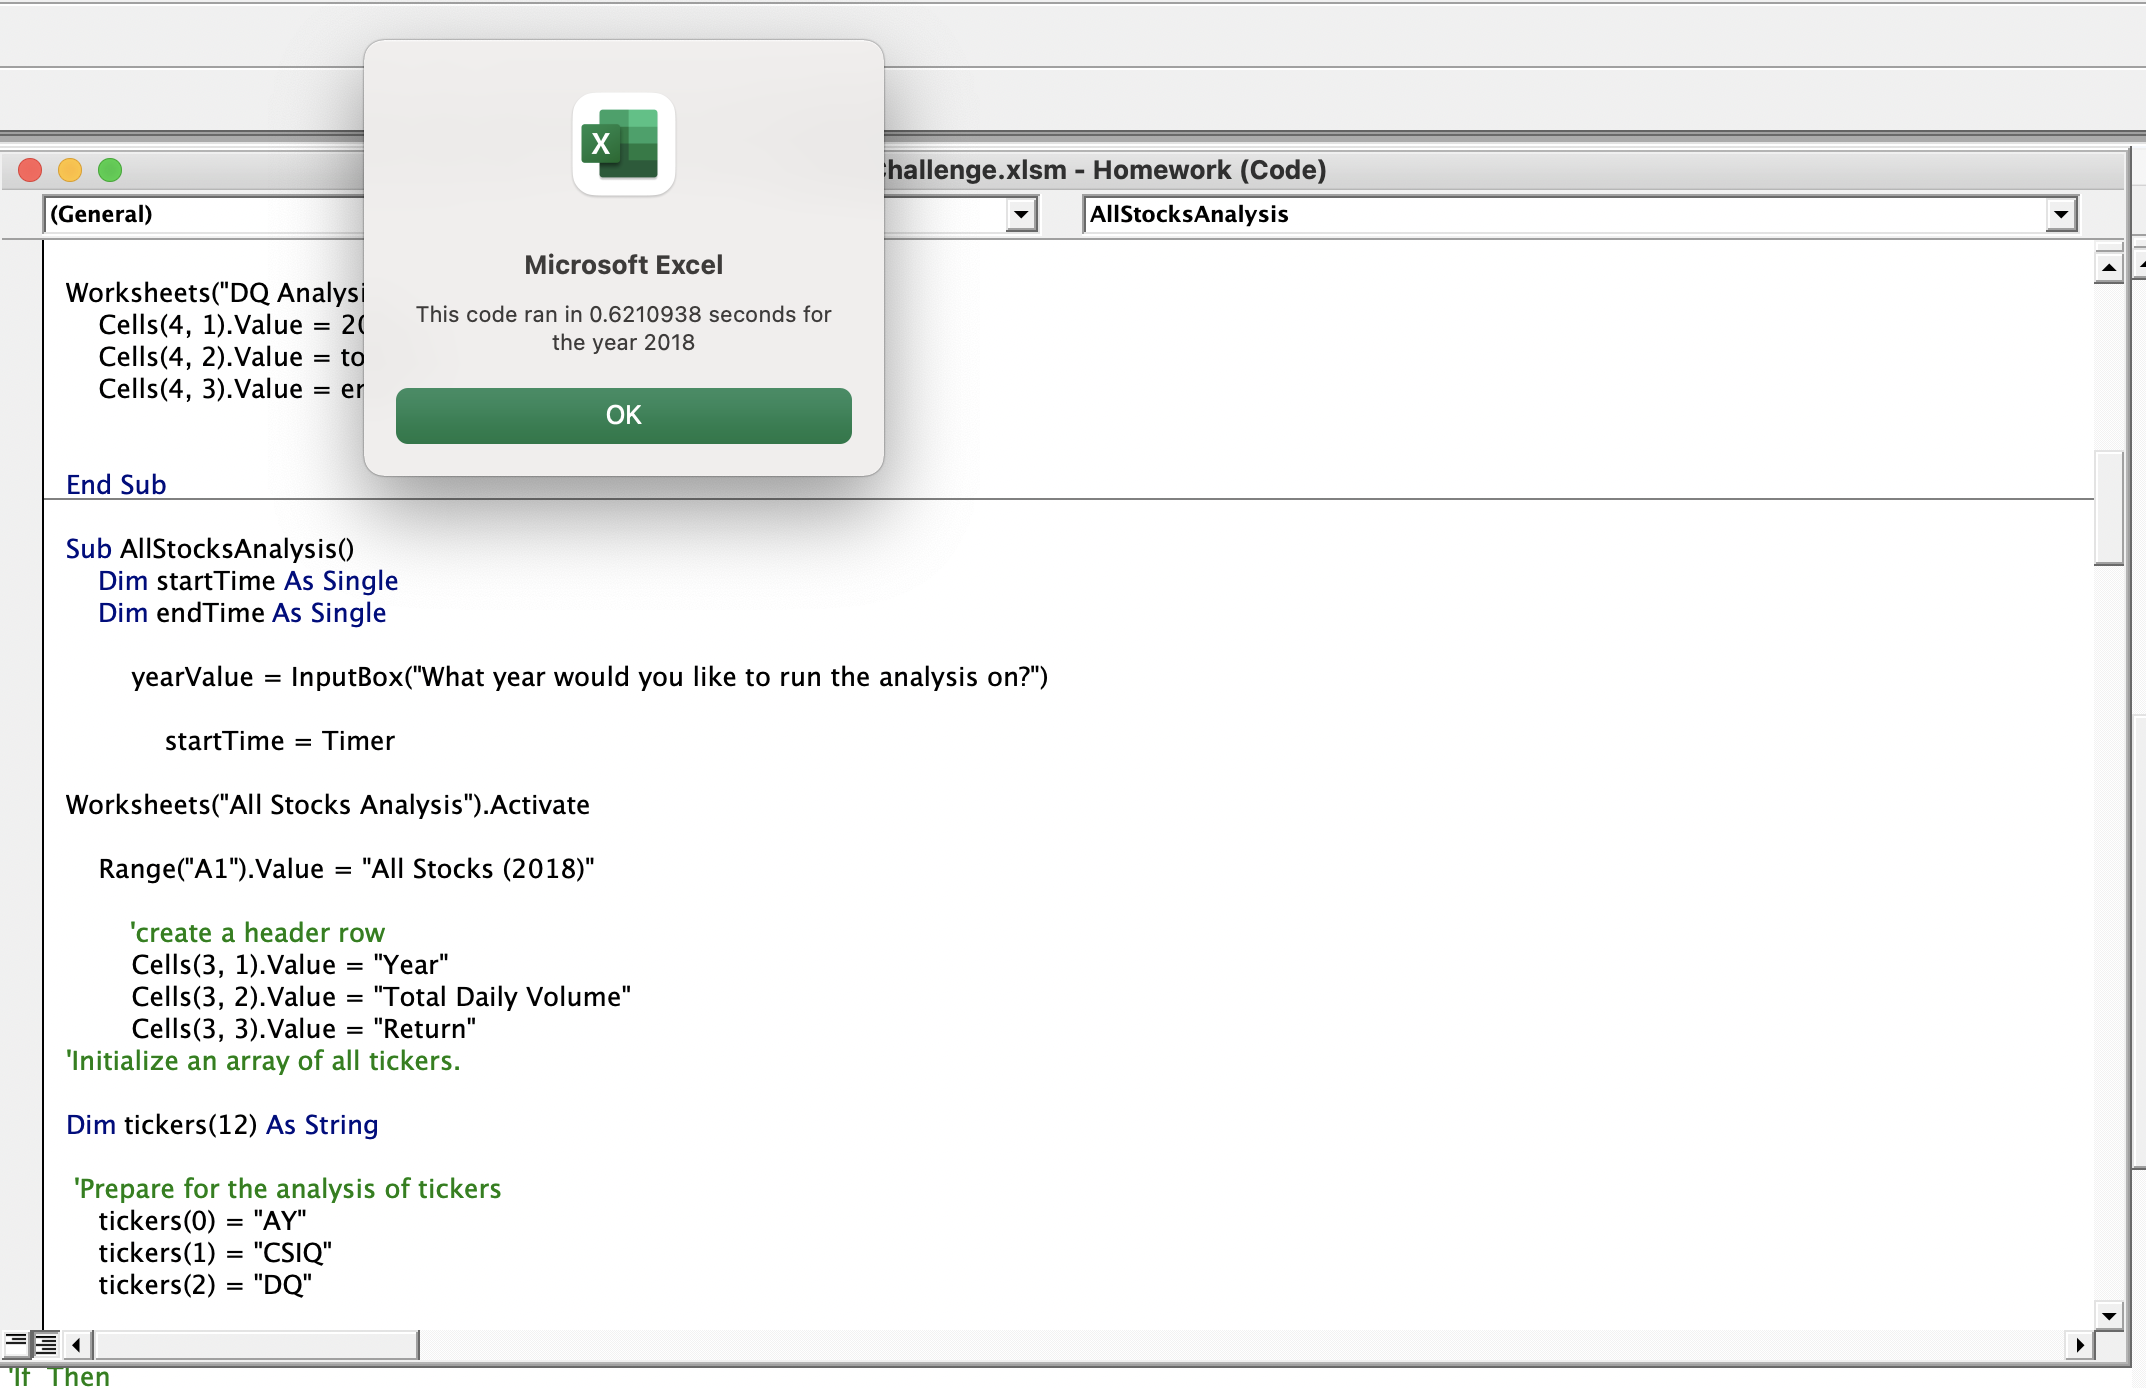 X
Microsoft Excel
This code ran in 0.6210938 seconds for
the year 2018
OK
hallenge.xlsm - Homework (Code)
(General)
AllStocksAnalysis
Worksheets("DQ Analysi
Cells(4, 1).Value = 20
Cells(4, 2).Value = to
Cells(4, 3).Value = er
End Sub
Sub AllStocksAnalysis()
Dim startTime As Single
Dim endTime As Single
yearValue = InputBox("What year would you like to run the analysis on?")
startTime = Timer
Worksheets("All Stocks Analysis").Activate
Range("A1").Value = "All Stocks (2018)"
'create a header row
Cells(3, 1).Value = "Year"
Cells(3, 2).Value = "Total Daily Volume"
Cells(3, 3).Value = "Return"
'Initialize an array of all tickers.
Dim tickers(12) As String
'Prepare for the analysis of tickers
tickers(0) = "AY"
tickers(1) = "CSIQ"
tickers(2) = "DQ"
'If Then